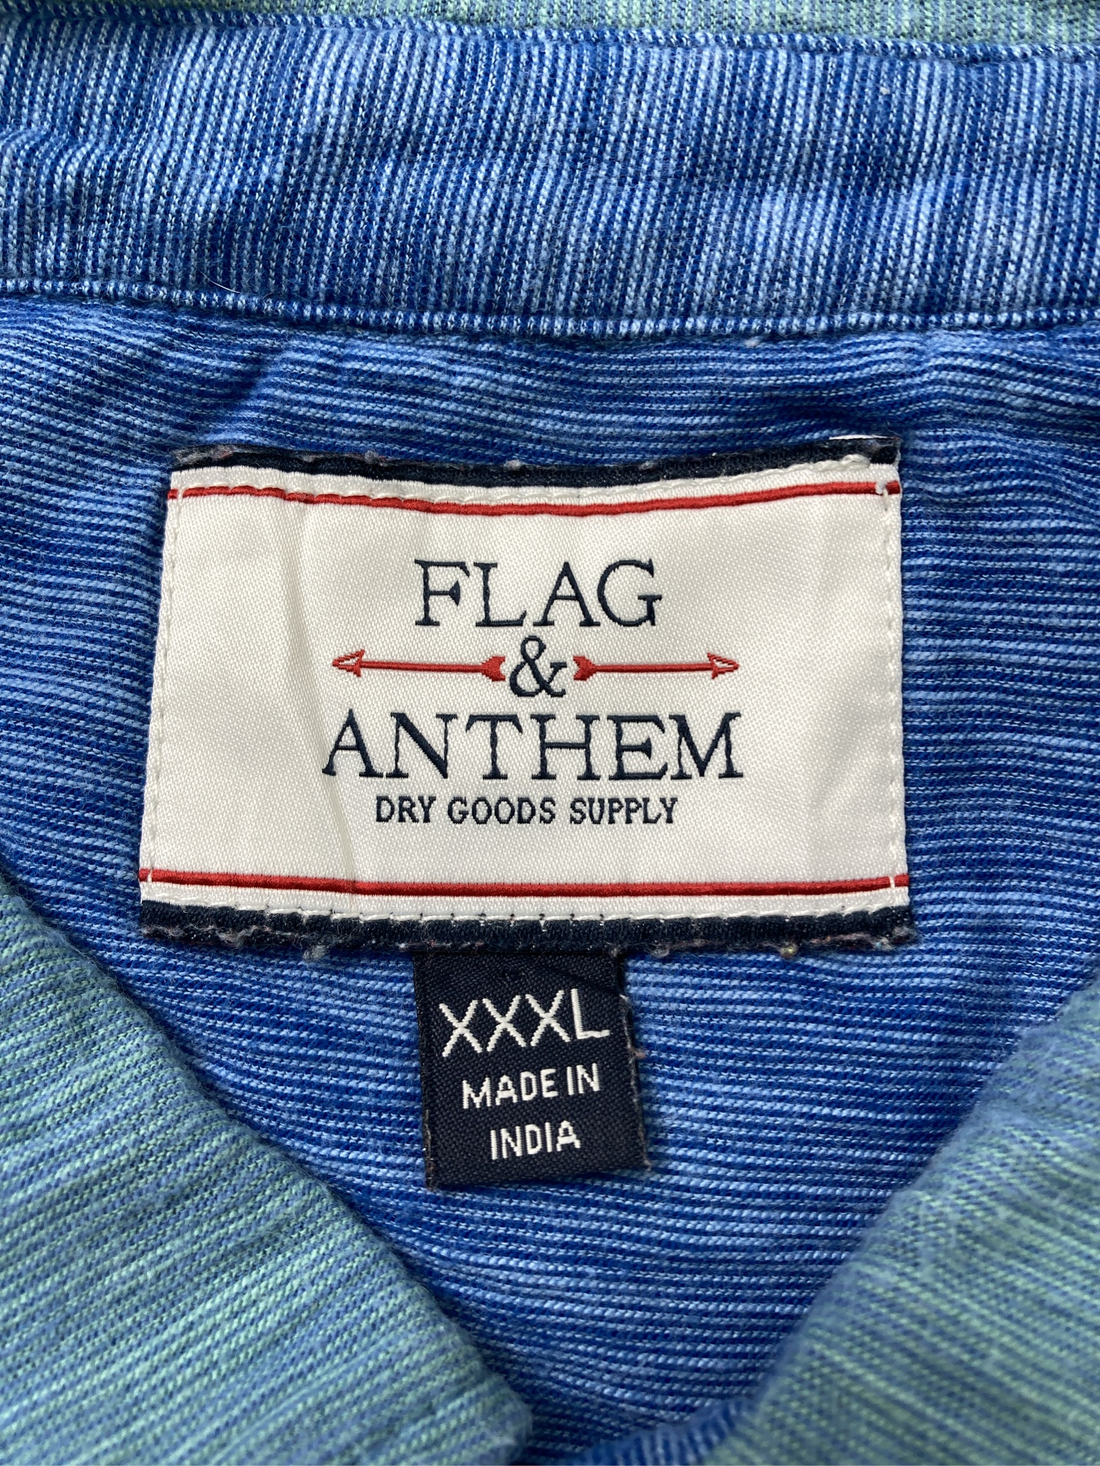 FLAG
&
ANTHEM
DRY GOODS SUPPLY
XXXL
MADE IN
INDIA